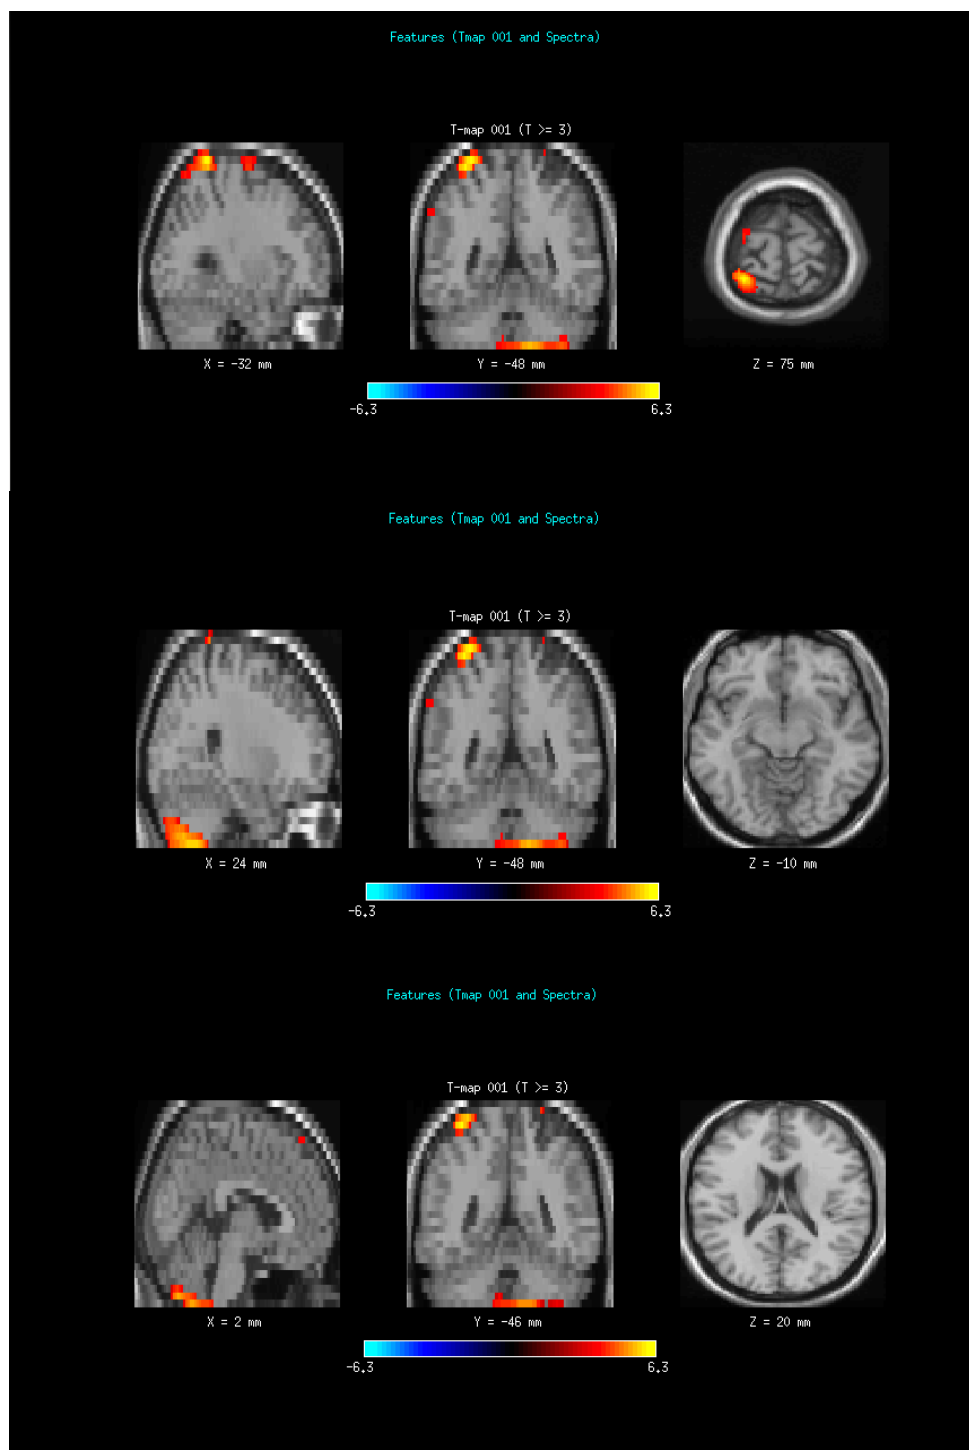 Features (Tmap 001 and Spectra)
T-map 001 (T >= 3)
X = -32 mm
Y = -48 mm
Z = 75 mm
-6.3
6.3
Features (Tmap 001 and Spectra)
T-map 001 (T >= 3)
X = 24 mm
Y = -48 mm
Z = -10 mm
-6.3
6.3
Features (Tmap 001 and Spectra)
T-map 001 (T >= 3)
X = 2 mm
Y = -46 mm
Z = 20 mm
-6.3
6.3